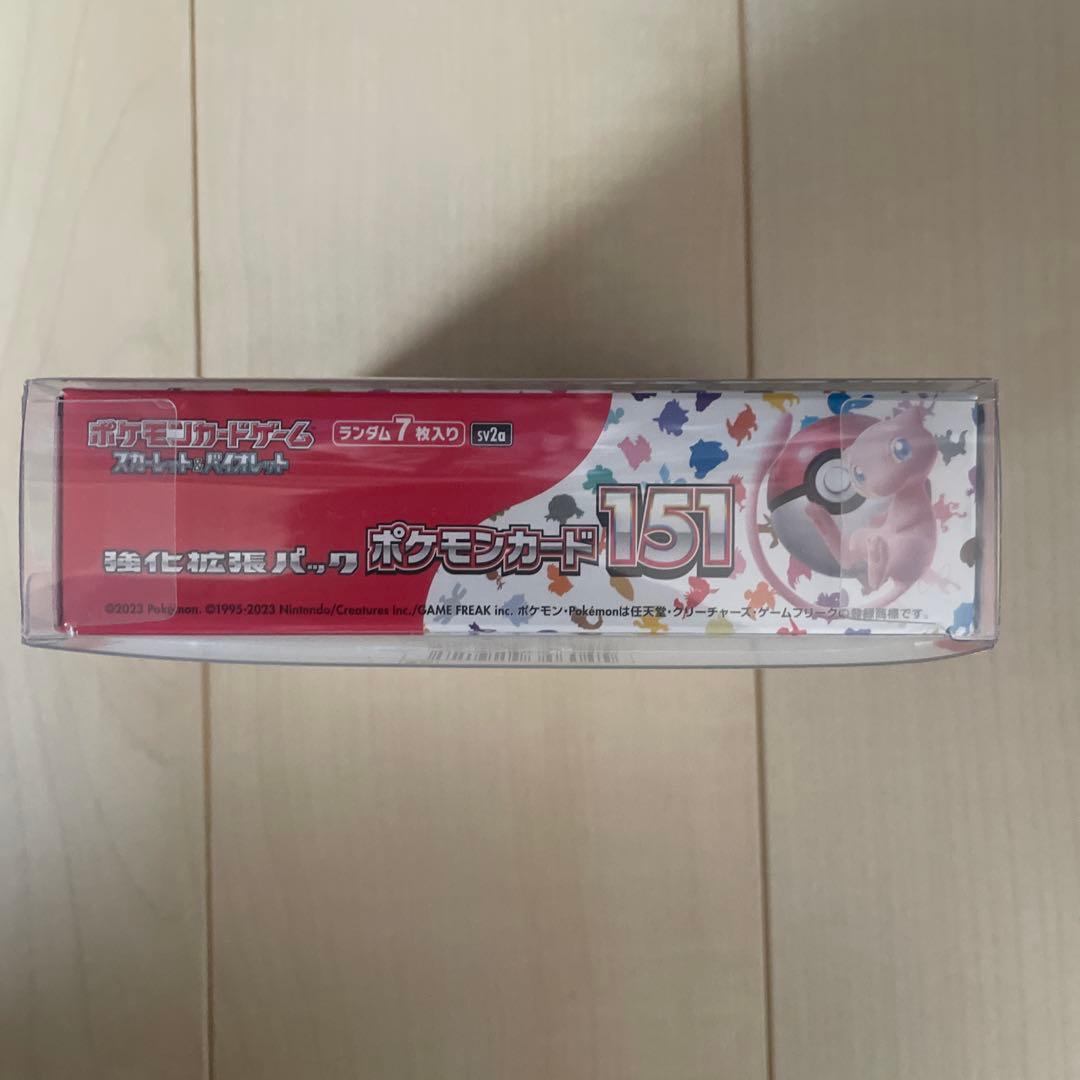 ポケモンカードゲーム
スカーレット&バイオレット
ランダム7枚入り
sv2a
強化拡張パック
ポケモンカード151
©2023 Pokémon. ©1995-2023 Nintendo/Creatures Inc./GAME FREAK inc. ポケモン・Pokémonは任天堂・クリーチャーズ・ゲームフリークの登録商標です。